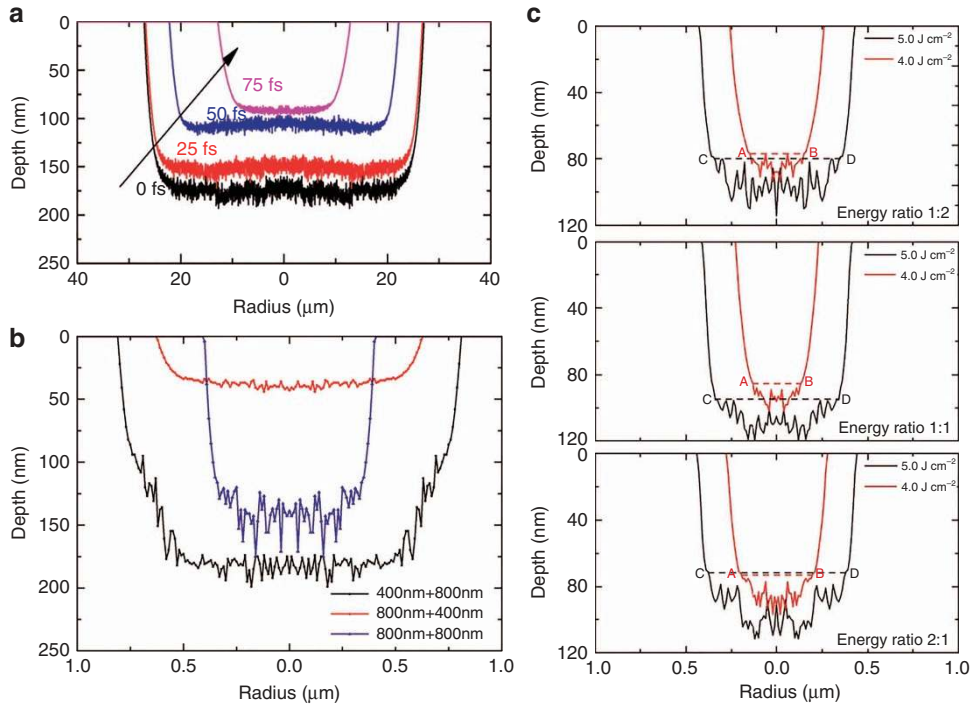 a
0
50
100
150
200
250
Depth (nm)
75 fs
50 fs
25 fs
0 fs
40
20
0
20
40
Radius (μm)
b
0
50
100
150
200
250
Depth (nm)
400nm+800nm
800nm+400nm
800nm+800nm
1.0
0.5
0.0
0.5
1.0
Radius (μm)
c
0
40
80
120
Depth (nm)
5.0 J cm⁻²
4.0 J cm⁻²
A
B
C
D
Energy ratio 1:2
0
40
80
120
Depth (nm)
5.0 J cm⁻²
4.0 J cm⁻²
A
B
C
D
Energy ratio 1:1
0
40
80
120
Depth (nm)
5.0 J cm⁻²
4.0 J cm⁻²
C
A
B
D
Energy ratio 2:1
1.0
0.5
0.0
0.5
1.0
Radius (μm)